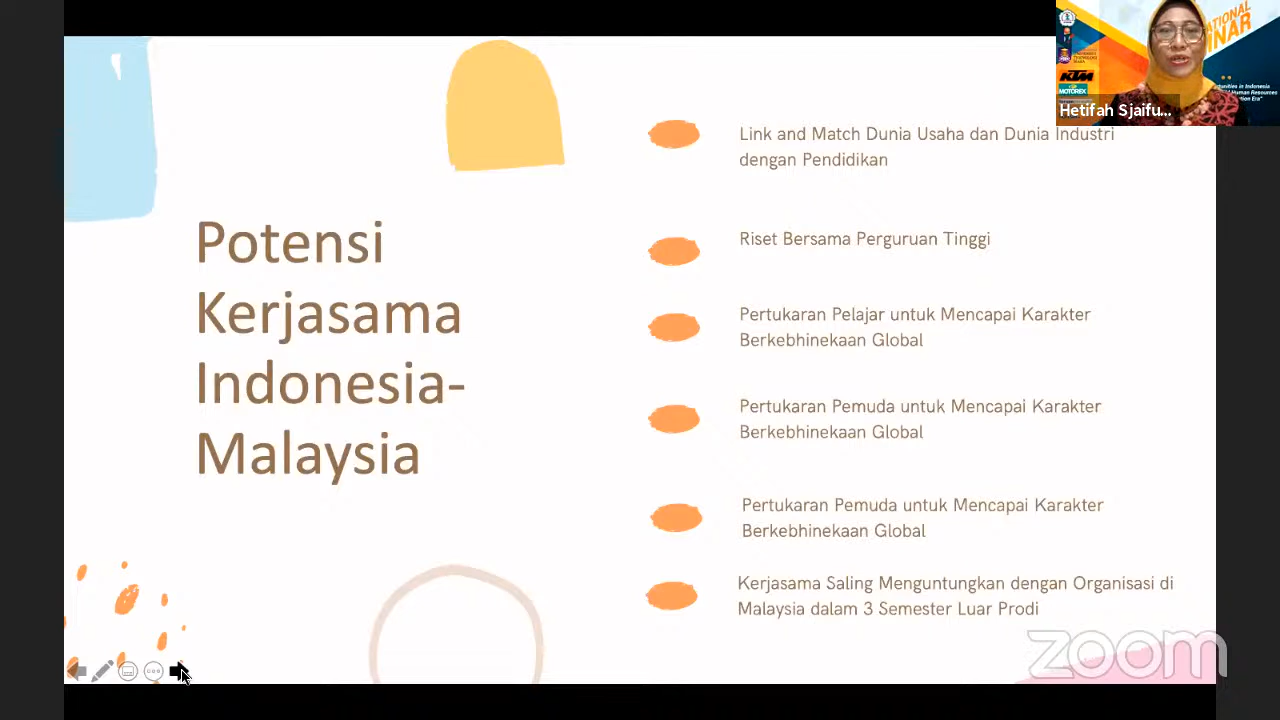 Potensi
Kerjasama
Indonesia-
Malaysia
Link and Match Dunia Usaha dan Dunia Industri
dengan Pendidikan
Riset Bersama Perguruan Tinggi
Pertukaran Pelajar untuk Mencapai Karakter
Berkebhinekaan Global
Pertukaran Pemuda untuk Mencapai Karakter
Berkebhinekaan Global
Pertukaran Pemuda untuk Mencapai Karakter
Berkebhinekaan Global
Kerjasama Saling Menguntungkan dengan Organisasi di
Malaysia dalam 3 Semester Luar Prodi
KTM
MOTOREX
Hetifah Sjaifu...
zoom